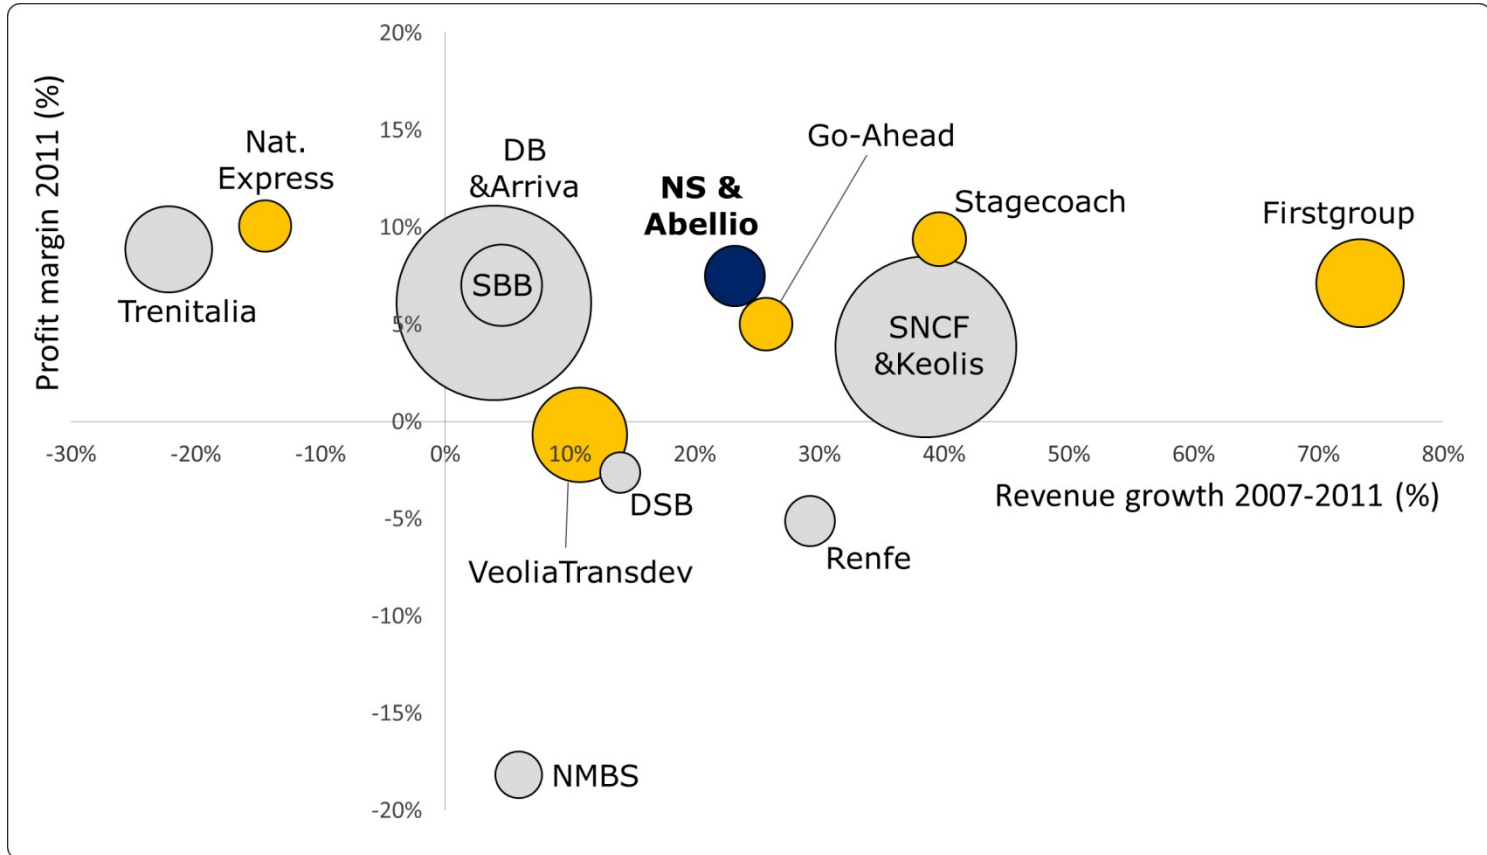 20%
Profit margin 2011 (%)
15%
10%
5%
0%
-5%
-10%
-15%
-20%
Nat.
Express
Trenitalia
DB
&Arriva
SBB
NS &
Abellio
Go-Ahead
Stagecoach
SNCF
&Keolis
Firstgroup
-30%
-20%
-10%
0%
10%
20%
30%
40%
50%
60%
70%
80%
Revenue growth 2007-2011 (%)
DSB
VeoliaTransdev
Renfe
NMBS